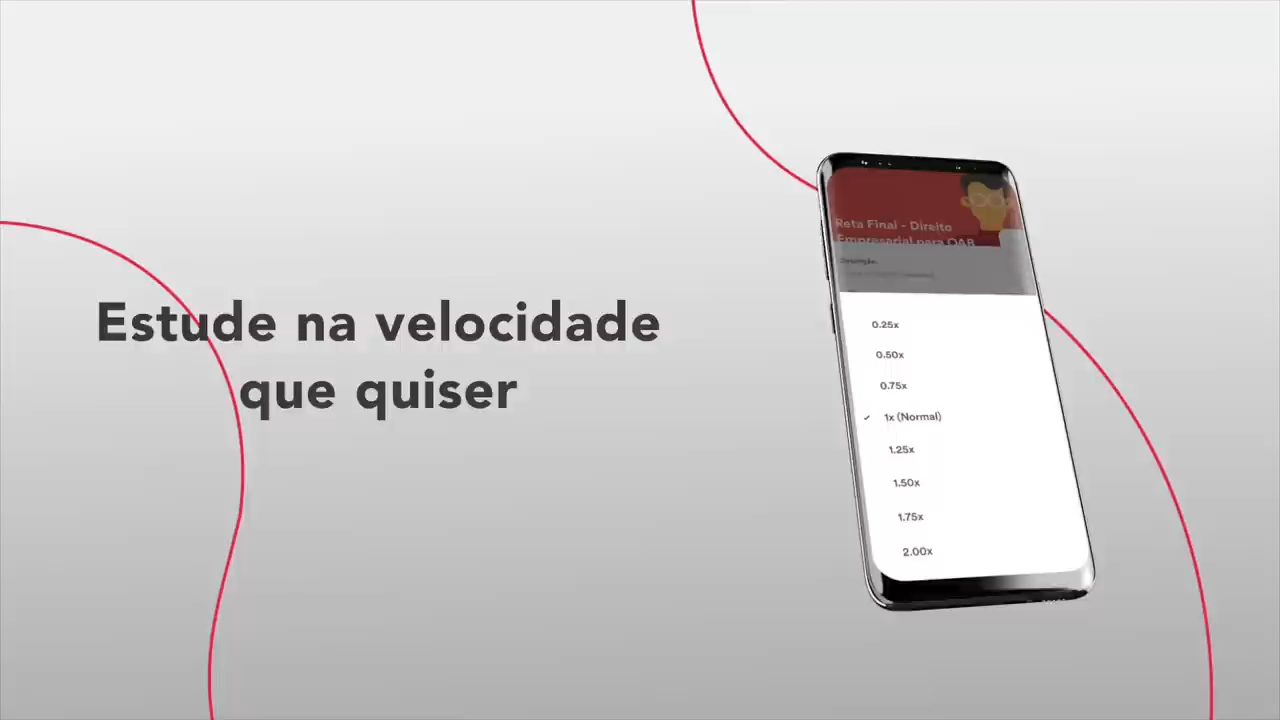 Estude na velocidade
que quiser
Reta Final - Direito
Empresarial para OAB
Descrição:
0.25x
0.50x
0.75x
1x (Normal)
1.25x
1.50x
1.75x
2.00x